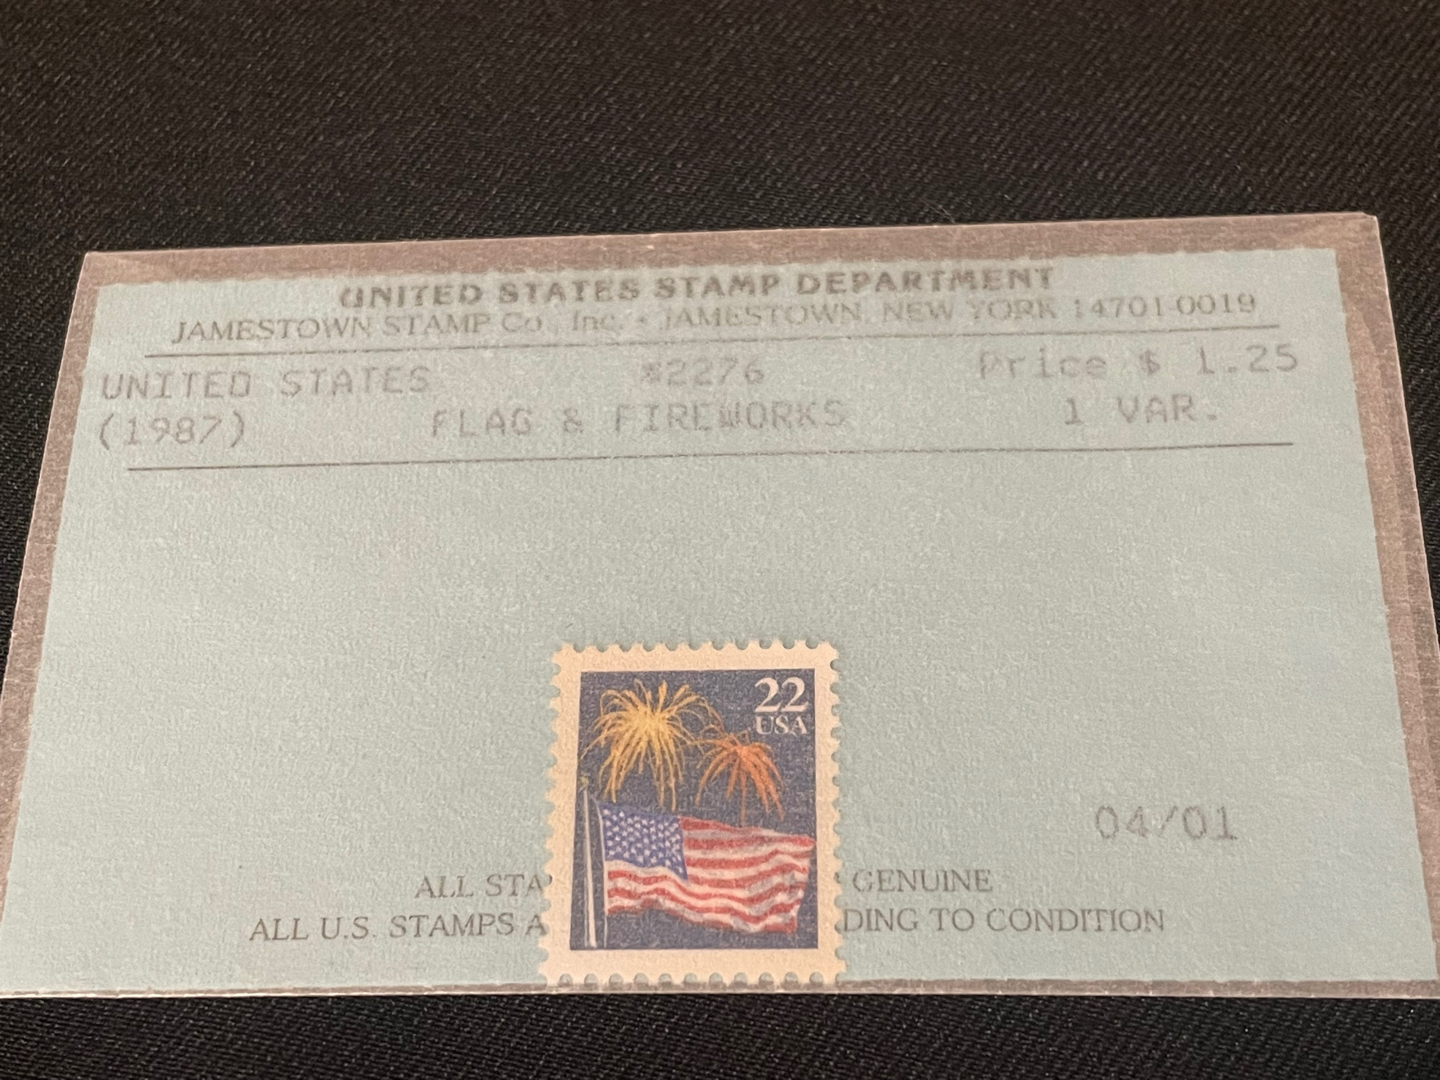 UNITED STATES STAMP DEPARTMENT
JAMESTOWN STAMP Co., Inc. • JAMESTOWN, NEW YORK 14701-0019
UNITED STATES #2276 Price $ 1.25
(1987) FLAG & FIREWORKS 1 VAR.
22
USA
04/01
ALL STA GENUINE
ALL U.S. STAMPS A DING TO CONDITION